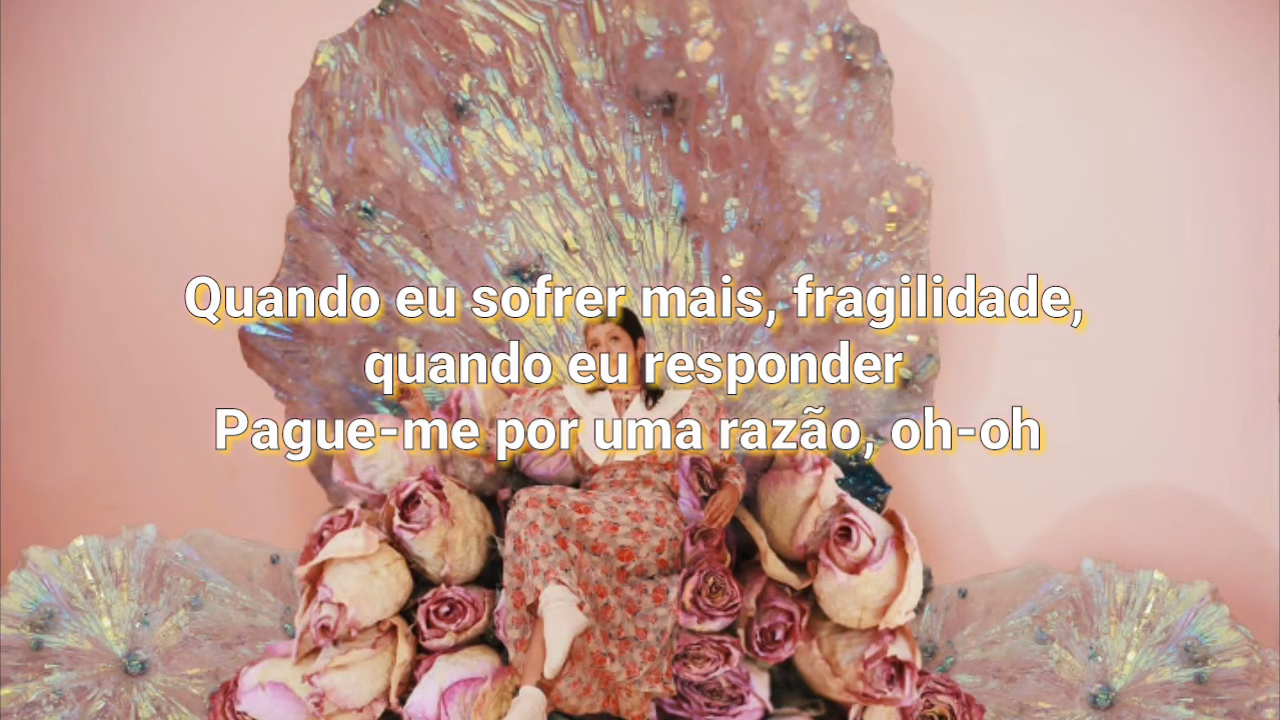 Quando eu sofrer mais, fragilidade,
quando eu responder
Pague-me por uma razão, oh-oh